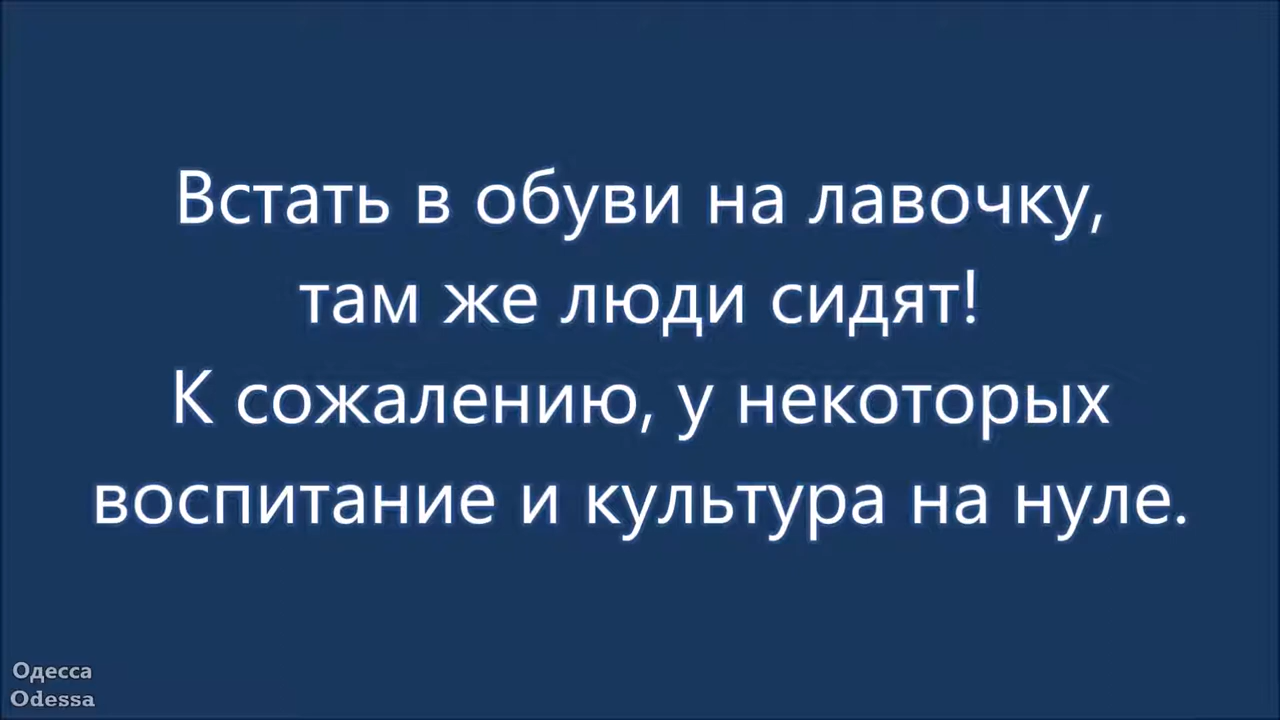 Встать в обуви на лавочку,
там же люди сидят!
К сожалению, у некоторых
воспитание и культура на нуле.
Одесса
Odessa